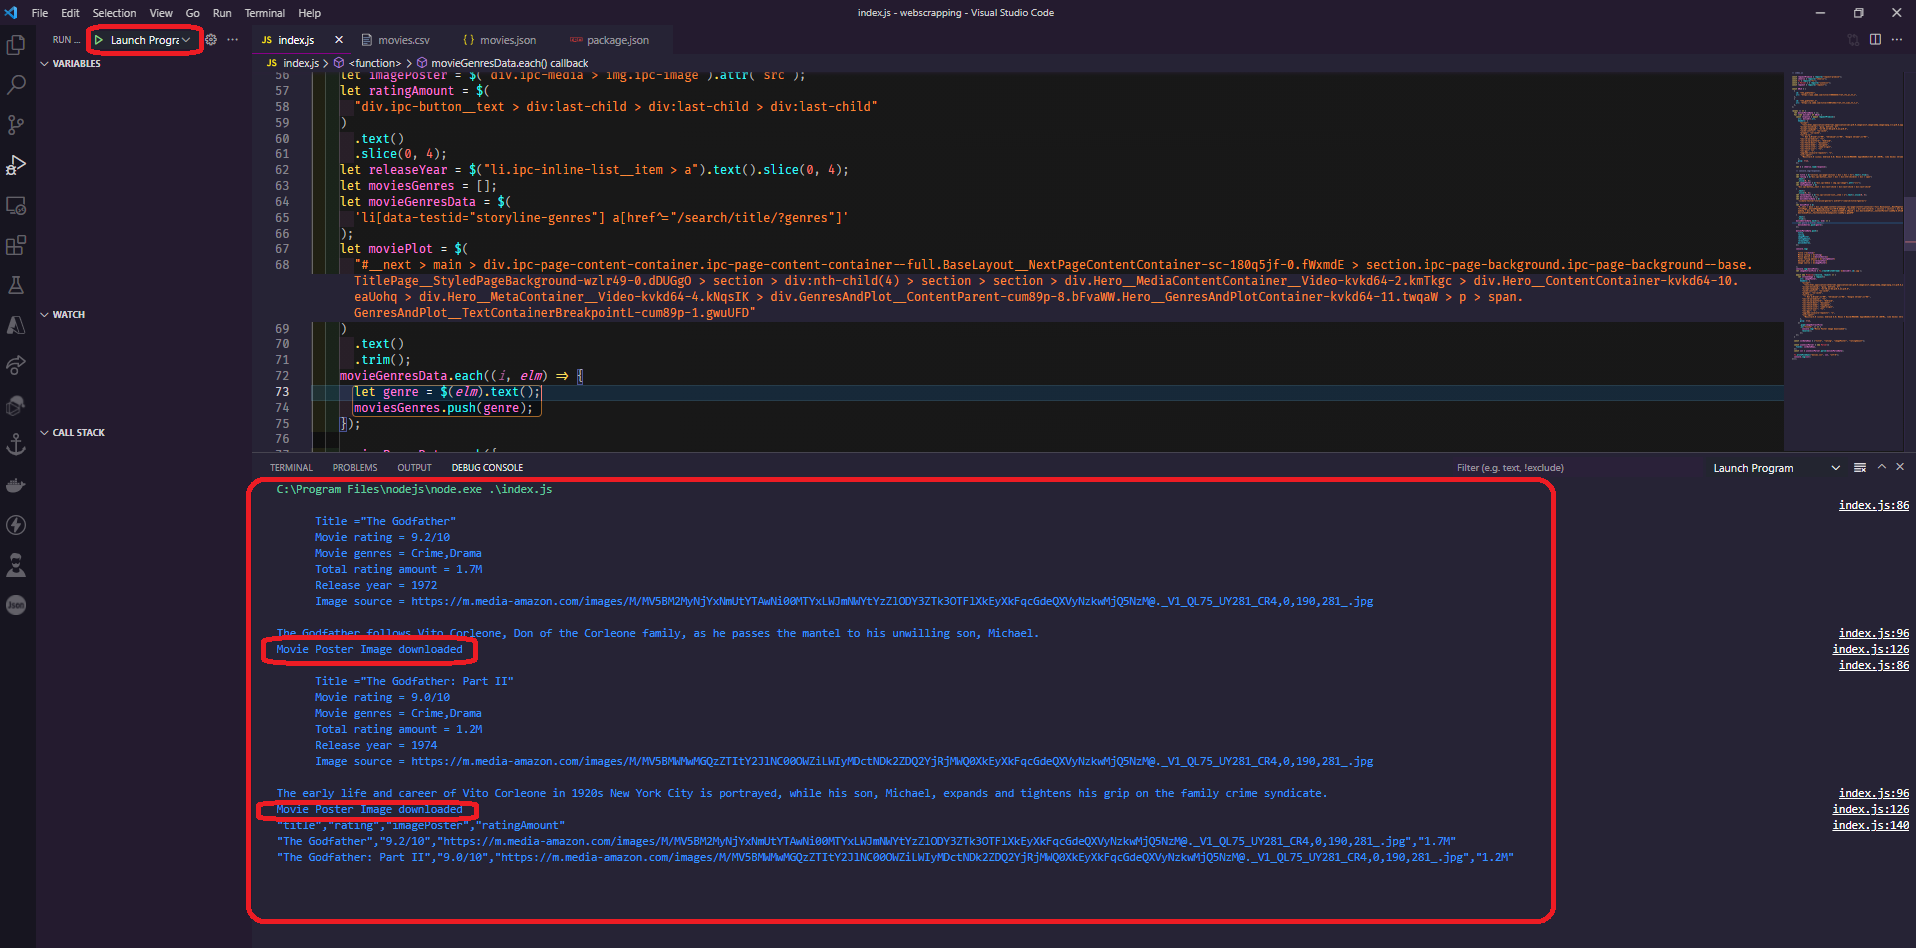 File Edit Selection View Go Run Terminal Help
index.js - webscrapping - Visual Studio Code
RUN ... Launch Progra
JS index.js movies.csv {} movies.json package.json
VARIABLES
JS index.js > <function> > movieGenresData.each() callback
56 let imagePoster = $("div.ipc-media > img.ipc-image").attr("src");
57 let ratingAmount = $(
58 "div.ipc-button__text > div:last-child > div:last-child > div:last-child"
59 )
60 .text()
61 .slice(0, 4);
62 let releaseYear = $("li.ipc-inline-list__item > a").text().slice(0, 4);
63 let moviesGenres = [];
64 let movieGenresData = $(
65 'li[data-testid="storyline-genres"] a[href^="/search/title/?genres"]'
66 );
67 let moviePlot = $(
68 "#__next > main > div.ipc-page-content-container.ipc-page-content-container--full.BaseLayout__NextPageContentContainer-sc-180q5jf-0.fWxmdE > section.ipc-page-background.ipc-page-background--base.
TitlePage__StyledPageBackground-wzlr49-0.dDUGgO > section > div:nth-child(4) > section > section > div.Hero__MediaContentContainer__Video-kvkd64-2.kmTkgc > div.Hero__ContentContainer-kvkd64-10.
eaUohq > div.Hero__MetaContainer__Video-kvkd64-4.kNqsIK > div.GenresAndPlot__ContentParent-cum89p-8.bFvaWW.Hero__GenresAndPlotContainer-kvkd64-11.twqaW > p > span.
GenresAndPlot__TextContainerBreakpointL-cum89p-1.gwuUFD"
WATCH
69 )
70 .text()
71 .trim();
72 movieGenresData.each((i, elm) => {
73 let genre = $(elm).text();
74 moviesGenres.push(genre);
75 });
76
CALL STACK
TERMINAL PROBLEMS OUTPUT DEBUG CONSOLE
Filter (e.g. text, !exclude)
Launch Program
C:\Program Files\nodejs\node.exe .\index.js
index.js:86
Title ="The Godfather"
Movie rating = 9.2/10
Movie genres = Crime,Drama
Total rating amount = 1.7M
Release year = 1972
Image source = https://m.media-amazon.com/images/M/MV5BM2MyNjYxNmUtYTAwNi00MTYxLWJmNWYtYzZlODY3ZTk3OTFlXkEyXkFqcGdeQXVyNzkwMjQ5NzM@._V1_QL75_UY281_CR4,0,190,281_.jpg
The Godfather follows Vito Corleone, Don of the Corleone family, as he passes the mantel to his unwilling son, Michael.
index.js:96
Movie Poster Image downloaded
index.js:126
index.js:86
Title ="The Godfather: Part II"
Movie rating = 9.0/10
Movie genres = Crime,Drama
Total rating amount = 1.2M
Release year = 1974
Image source = https://m.media-amazon.com/images/M/MV5BMWMwMGQzZTItY2JlNC00OWZiLWIyMDctNDk2ZDQ2YjRjMWQ0XkEyXkFqcGdeQXVyNzkwMjQ5NzM@._V1_QL75_UY281_CR4,0,190,281_.jpg
The early life and career of Vito Corleone in 1920s New York City is portrayed, while his son, Michael, expands and tightens his grip on the family crime syndicate.
index.js:96
Movie Poster Image downloaded
index.js:126
"title","rating","imagePoster","ratingAmount"
index.js:140
"The Godfather","9.2/10","https://m.media-amazon.com/images/M/MV5BM2MyNjYxNmUtYTAwNi00MTYxLWJmNWYtYzZlODY3ZTk3OTFlXkEyXkFqcGdeQXVyNzkwMjQ5NzM@._V1_QL75_UY281_CR4,0,190,281_.jpg","1.7M"
"The Godfather: Part II","9.0/10","https://m.media-amazon.com/images/M/MV5BMWMwMGQzZTItY2JlNC00OWZiLWIyMDctNDk2ZDQ2YjRjMWQ0XkEyXkFqcGdeQXVyNzkwMjQ5NzM@._V1_QL75_UY281_CR4,0,190,281_.jpg","1.2M"
Json